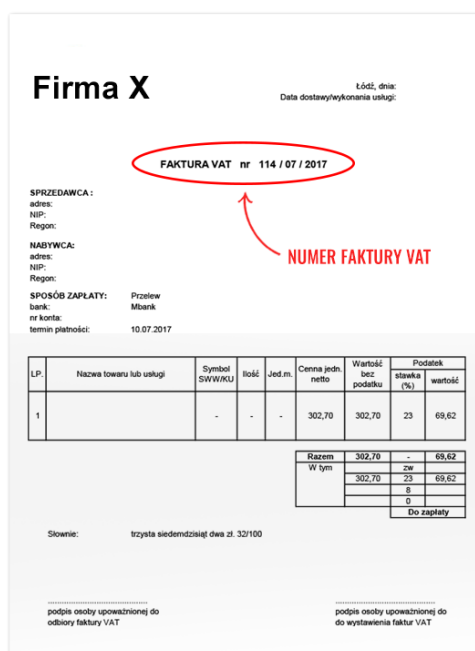 Firma X
Łódź, dnia:
Data dostawy/wykonania usługi:
FAKTURA VAT nr 114 / 07 / 2017
SPRZEDAWCA :
adres:
NIP:
Regon:
NUMER FAKTURY VAT
NABYWCA:
adres:
NIP:
Regon:
SPOSÓB ZAPŁATY: Przelew
bank: Mbank
nr konta:
termin płatności: 10.07.2017
LP. Nazwa towaru lub usługi Symbol SWW/KU Ilość Jed.m. Cenna jedn. netto Wartość bez podatku Podatek stawka (%) wartość
1 - - - 302,70 302,70 23 69,62
Razem 302,70 - 69,62
W tym zw
302,70 23 69,62
8
0
Do zapłaty
Słownie: trzysta siedemdzisiąt dwa zł. 32/100
podpis osoby upoważnionej do
odbiory faktury VAT
podpis osoby upoważnionej do
do wystawienia faktur VAT